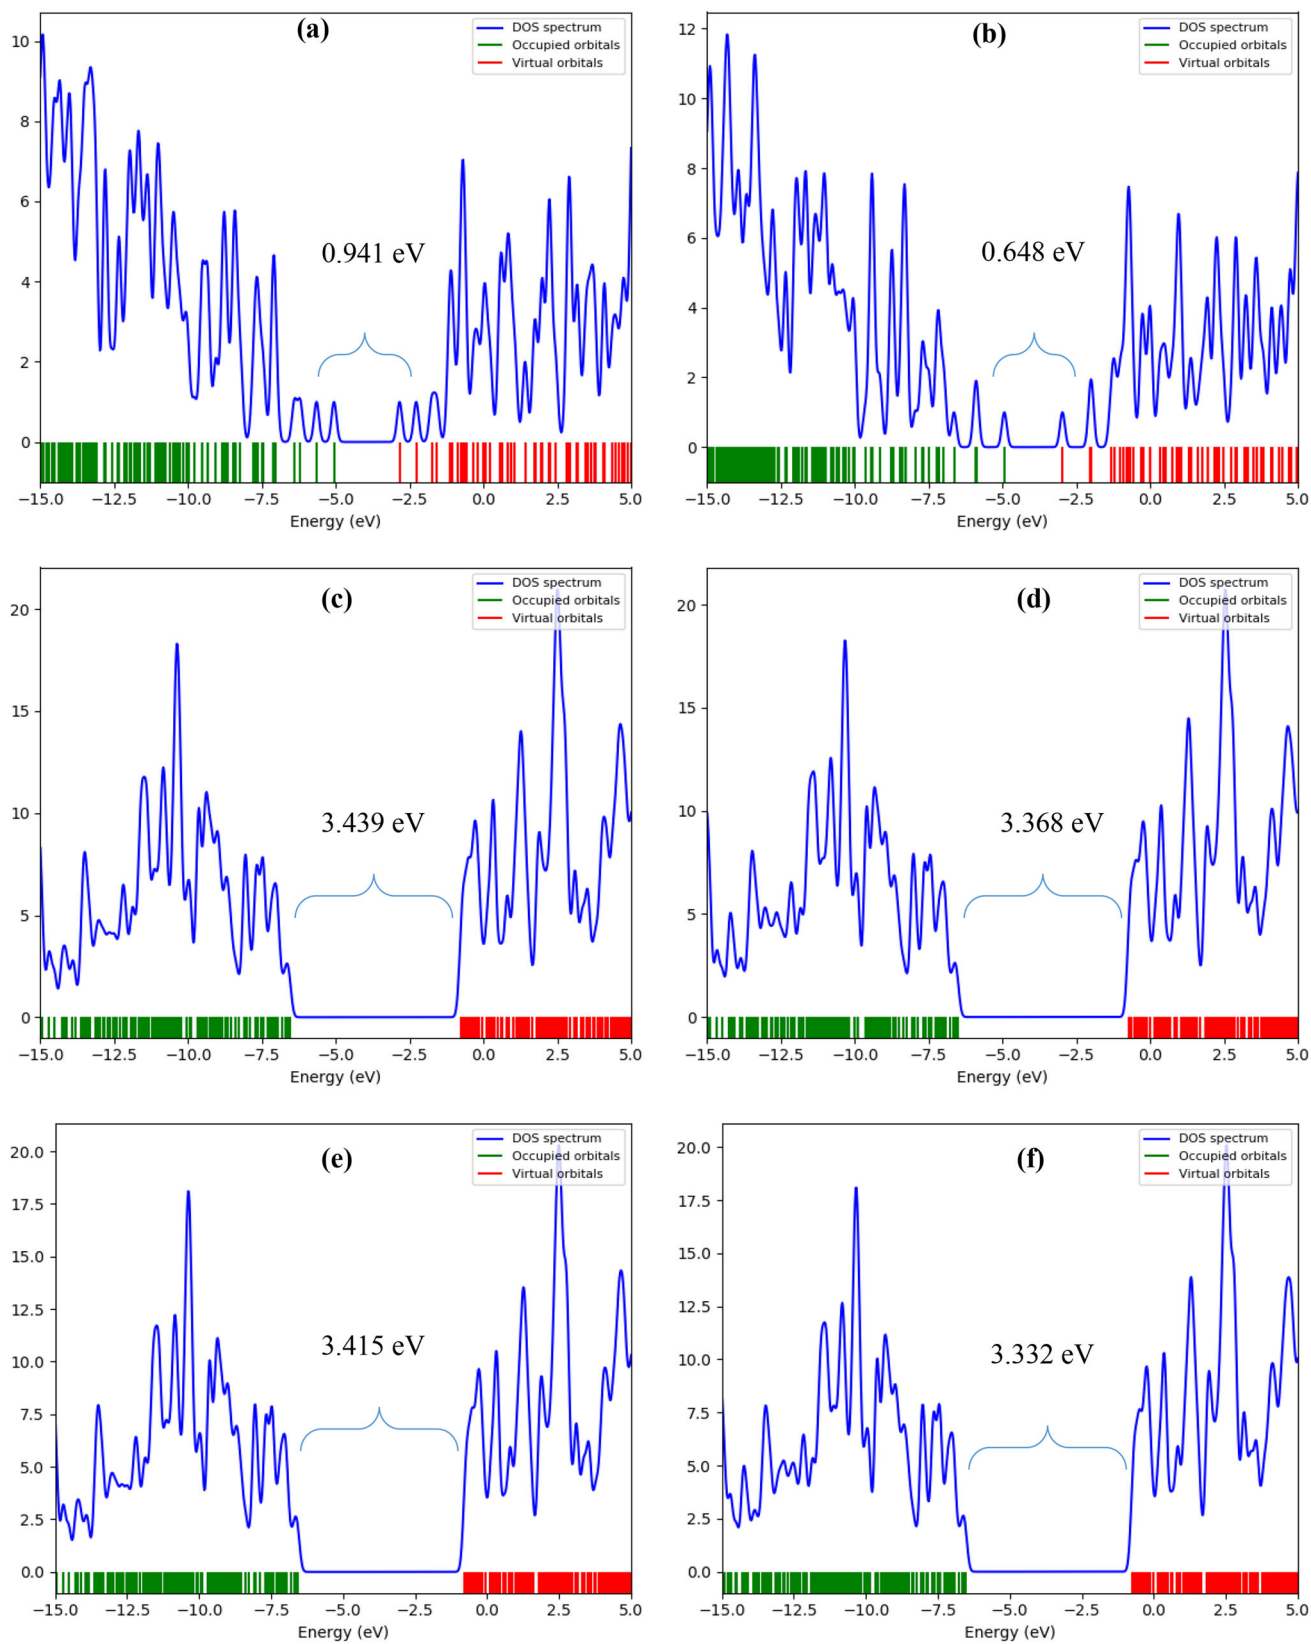 (a)
DOS spectrum
Occupied orbitals
Virtual orbitals
10
8
6
4
2
0
0.941 eV
−15.0 −12.5 −10.0 −7.5 −5.0 −2.5 0.0 2.5 5.0
Energy (eV)
(b)
DOS spectrum
Occupied orbitals
Virtual orbitals
12
10
8
6
4
2
0
0.648 eV
−15.0 −12.5 −10.0 −7.5 −5.0 −2.5 0.0 2.5 5.0
Energy (eV)
(c)
DOS spectrum
Occupied orbitals
Virtual orbitals
20
15
10
5
0
3.439 eV
−15.0 −12.5 −10.0 −7.5 −5.0 −2.5 0.0 2.5 5.0
Energy (eV)
(d)
DOS spectrum
Occupied orbitals
Virtual orbitals
20
15
10
5
0
3.368 eV
−15.0 −12.5 −10.0 −7.5 −5.0 −2.5 0.0 2.5 5.0
Energy (eV)
(e)
DOS spectrum
Occupied orbitals
Virtual orbitals
20.0
17.5
15.0
12.5
10.0
7.5
5.0
2.5
0.0
3.415 eV
−15.0 −12.5 −10.0 −7.5 −5.0 −2.5 0.0 2.5 5.0
Energy (eV)
(f)
DOS spectrum
Occupied orbitals
Virtual orbitals
20.0
17.5
15.0
12.5
10.0
7.5
5.0
2.5
0.0
3.332 eV
−15.0 −12.5 −10.0 −7.5 −5.0 −2.5 0.0 2.5 5.0
Energy (eV)